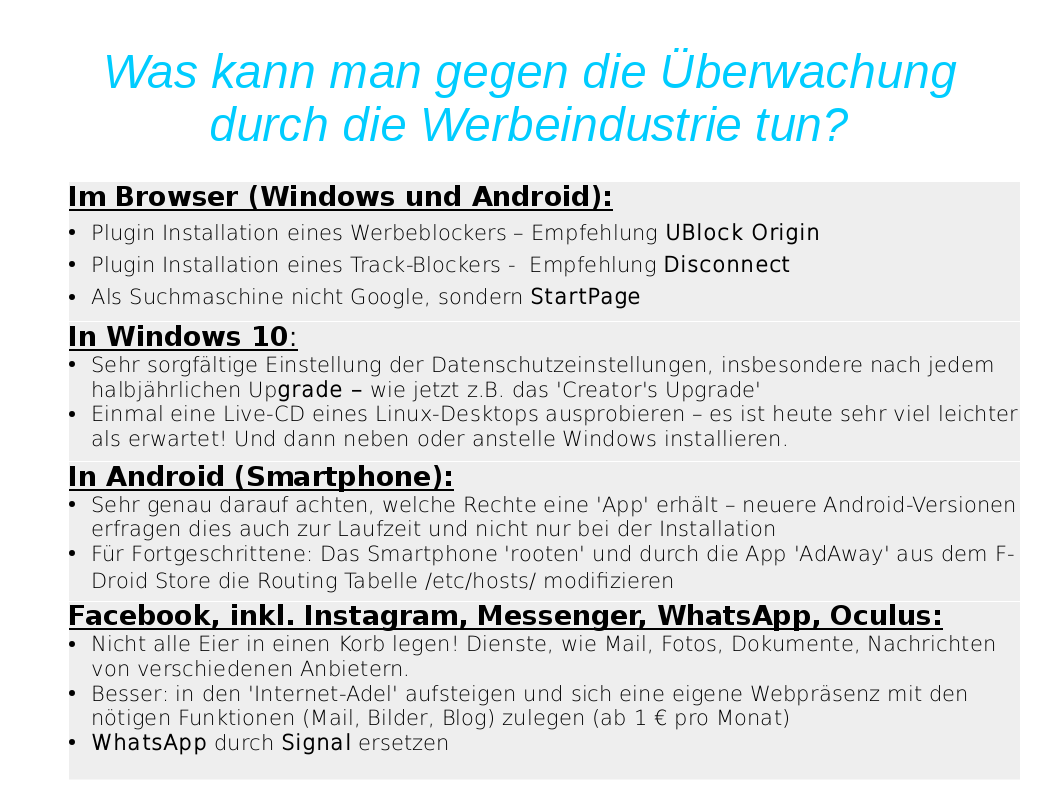 Was kann man gegen die Überwachung
durch die Werbeindustrie tun?
Im Browser (Windows und Android):
• Plugin Installation eines Werbeblockers – Empfehlung UBlock Origin
• Plugin Installation eines Track-Blockers - Empfehlung Disconnect
• Als Suchmaschine nicht Google, sondern StartPage
In Windows 10:
• Sehr sorgfältige Einstellung der Datenschutzeinstellungen, insbesondere nach jedem
halbjährlichen Upgrade – wie jetzt z.B. das 'Creator's Upgrade'
• Einmal eine Live-CD eines Linux-Desktops ausprobieren – es ist heute sehr viel leichter
als erwartet! Und dann neben oder anstelle Windows installieren.
In Android (Smartphone):
• Sehr genau darauf achten, welche Rechte eine 'App' erhält – neuere Android-Versionen
erfragen dies auch zur Laufzeit und nicht nur bei der Installation
• Für Fortgeschrittene: Das Smartphone 'rooten' und durch die App 'AdAway' aus dem F-
Droid Store die Routing Tabelle /etc/hosts/ modifizieren
Facebook, inkl. Instagram, Messenger, WhatsApp, Oculus:
• Nicht alle Eier in einen Korb legen! Dienste, wie Mail, Fotos, Dokumente, Nachrichten
von verschiedenen Anbietern.
• Besser: in den 'Internet-Adel' aufsteigen und sich eine eigene Webpräsenz mit den
nötigen Funktionen (Mail, Bilder, Blog) zulegen (ab 1 € pro Monat)
• WhatsApp durch Signal ersetzen